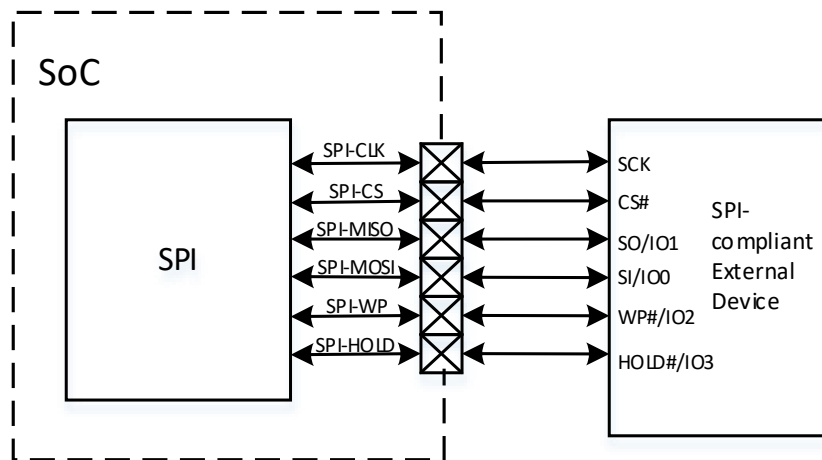 SoC
SPI
SPI-CLK
SPI-CS
SPI-MISO
SPI-MOSI
SPI-WP
SPI-HOLD
SCK
CS#
SO/IO1
SI/IO0
WP#/IO2
HOLD#/IO3
SPI-
compliant
External
Device